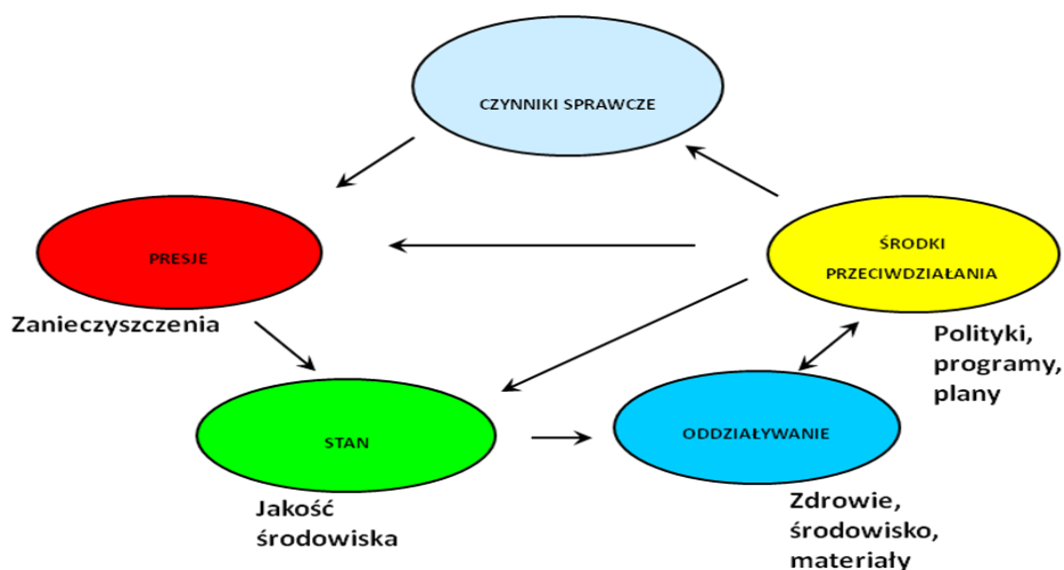 CZYNNIKI SPRAWCZE
PRESJE
Zanieczyszczenia
ŚRODKI
PRZECIWDZIAŁANIA
Polityki,
programy,
plany
STAN
Jakość
środowiska
ODDZIAŁYWANIE
Zdrowie,
środowisko,
materiały